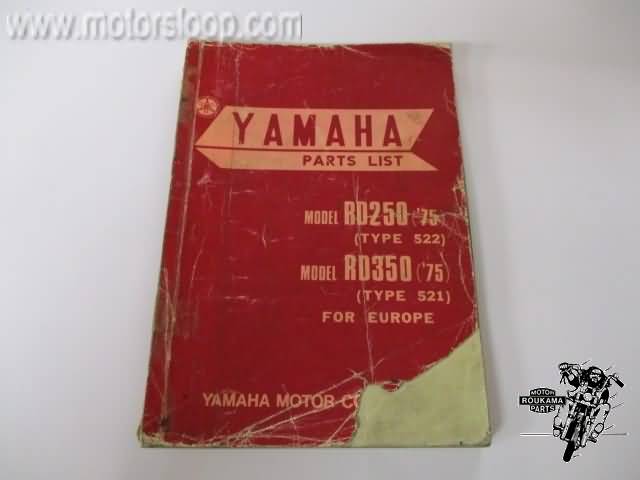 www.motorsloop.com
YAMAHA
PARTS LIST
MODEL RD250 ('75)
(TYPE 522)
MODEL RD350 ('75)
(TYPE 521)
FOR EUROPE
YAMAHA MOTOR CO
MOTOR
ROUKAMA
PARTS